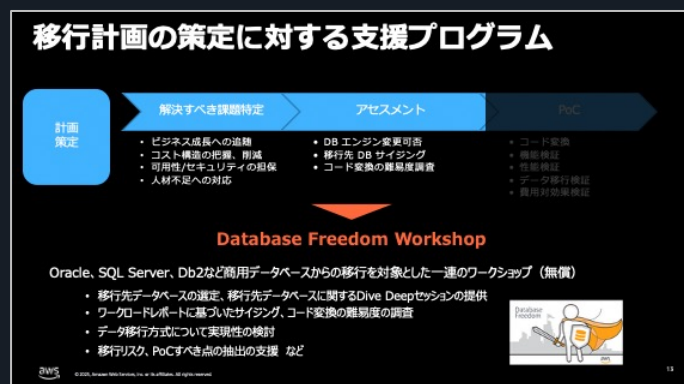 移行計画の策定に対する支援プログラム
計画
策定
解決すべき課題特定
アセスメント
PoC
• ビジネス成長への追随
• コスト構造の把握、削減
• 可用性/セキュリティの担保
• 人材不足への対応
• DB エンジン変更可否
• 移行先 DB サイジング
• コード変換の難易度調査
• コード変換
• 機能検証
• 性能検証
• データ移行検証
• 費用対効果検証
Database Freedom Workshop
Oracle、SQL Server、Db2など商用データベースからの移行を対象とした一連のワークショップ（無償）
• 移行先データベースの選定、移行先データベースに関するDive Deepセッションの提供
• ワークロードレポートに基づいたサイジング、コード変換の難易度の調査
• データ移行方式について実現性の検討
• 移行リスク、PoCすべき点の抽出の支援 など
Database
Freedom
aws
aws
© 2025, Amazon Web Services, Inc. or its affiliates. All rights reserved.
13